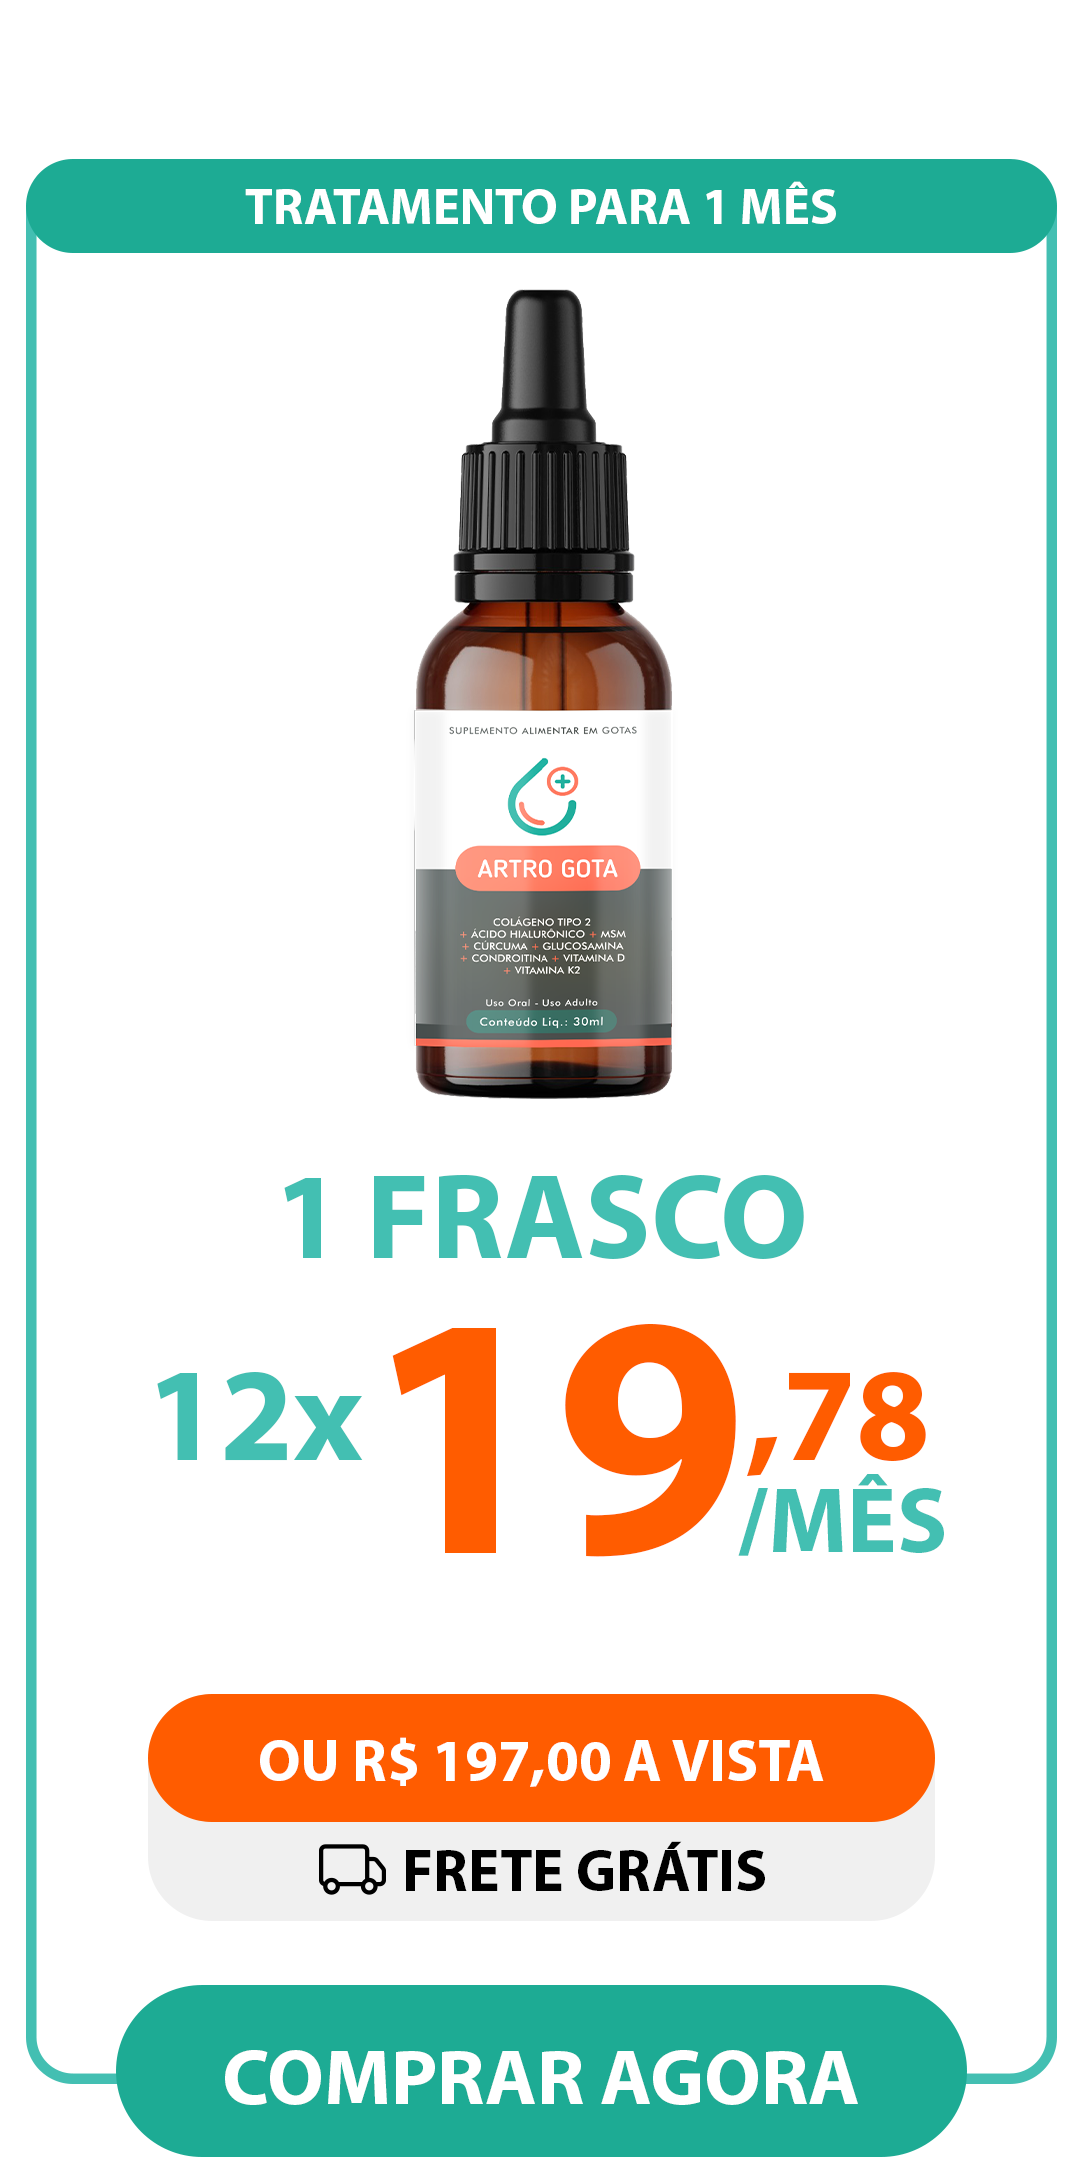 TRATAMENTO PARA 1 MÊS
SUPLEMENTO ALIMENTAR EM GOTAS
ARTRO GOTA
COLÁGENO TIPO 2
+ ÁCIDO HIALURÔNICO + MSM
+ CÚRCUMA + GLUCOSAMINA
+ CONDROITINA + VITAMINA D
+ VITAMINA K2
Uso Oral - Uso Adulto
Conteúdo Liq.: 30ml
1 FRASCO
12x 19,78
/MÊS
OU R$ 197,00 A VISTA
FRETE GRÁTIS
COMPRAR AGORA